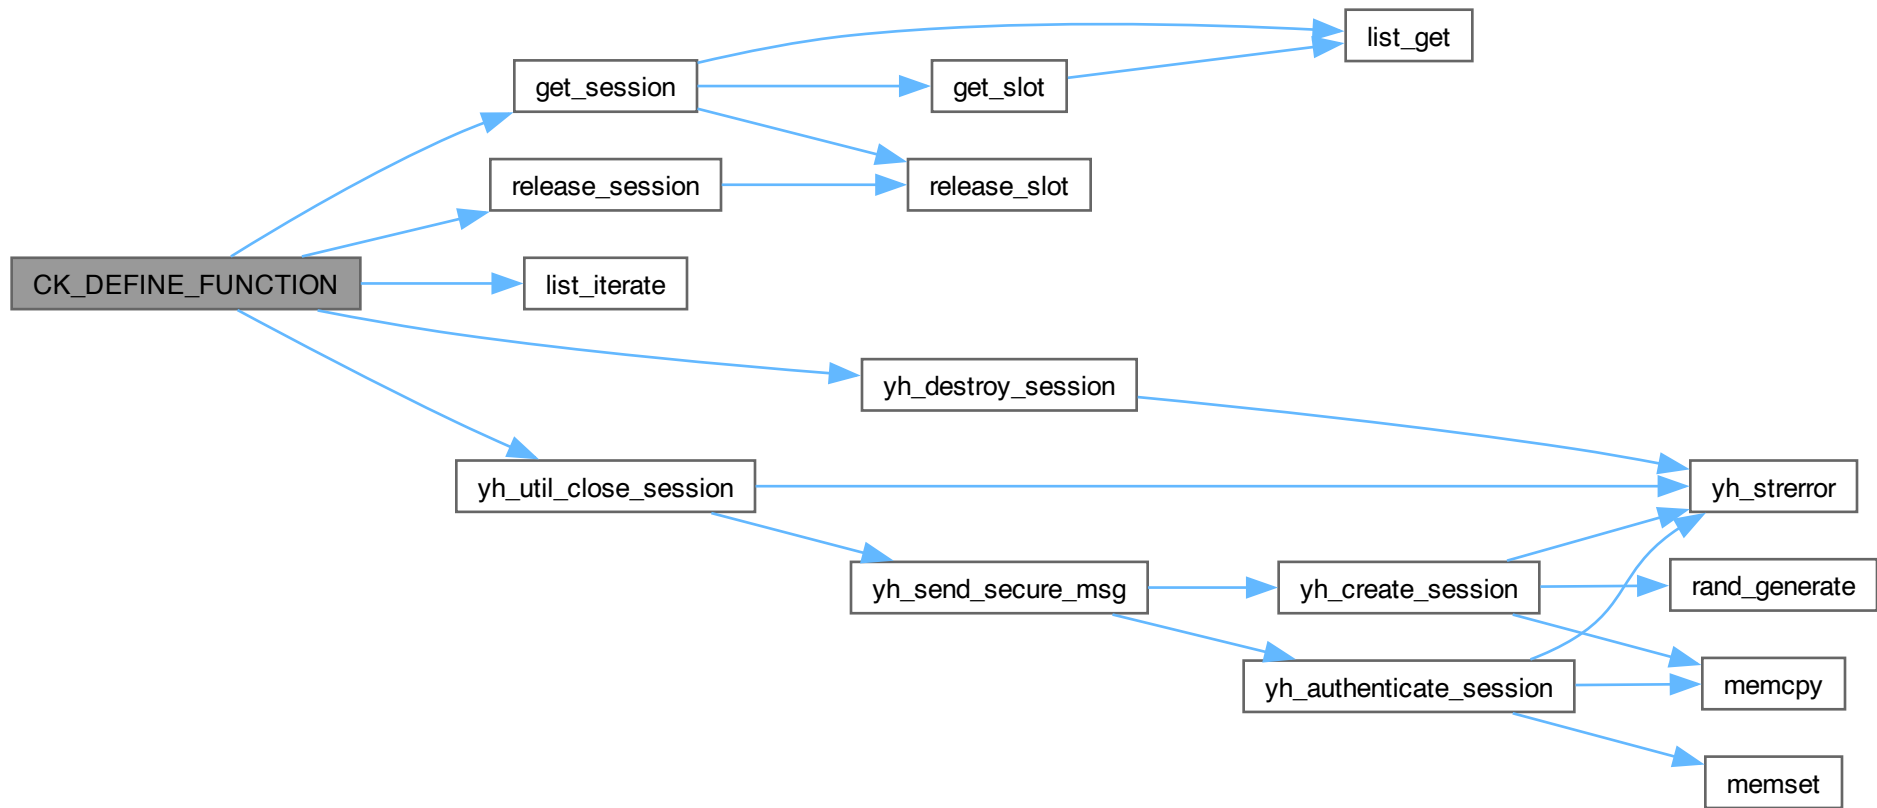 list_get
get_session
get_slot
release_session
release_slot
CK_DEFINE_FUNCTION
list_iterate
yh_destroy_session
yh_util_close_session
yh_strerror
yh_send_secure_msg
yh_create_session
rand_generate
yh_authenticate_session
memcpy
memset